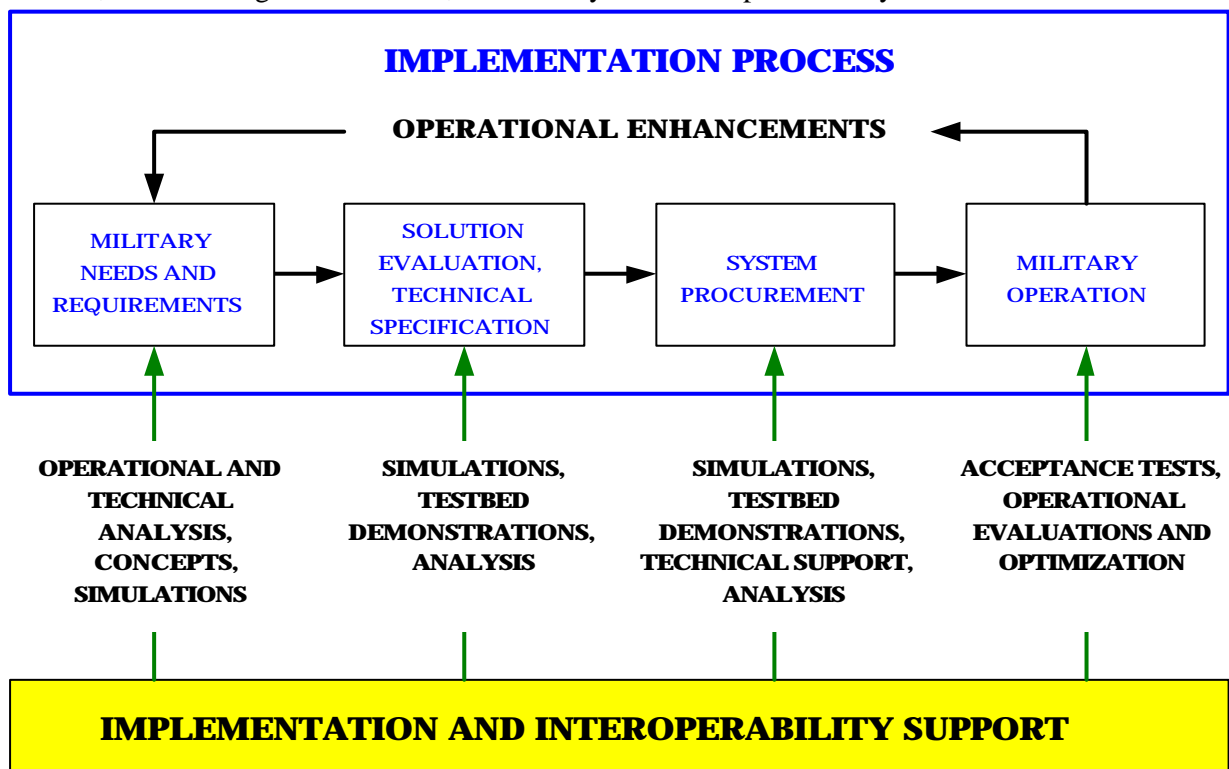 IMPLEMENTATION PROCESS
OPERATIONAL ENHANCEMENTS
MILITARY
NEEDS AND
REQUIREMENTS
SOLUTION
EVALUATION,
TECHNICAL
SPECIFICATION
SYSTEM
PROCUREMENT
MILITARY
OPERATION
OPERATIONAL AND
TECHNICAL
ANALYSIS,
CONCEPTS,
SIMULATIONS
SIMULATIONS,
TESTBED
DEMONSTRATIONS,
ANALYSIS
SIMULATIONS,
TESTBED
DEMONSTRATIONS,
TECHNICAL SUPPORT,
ANALYSIS
ACCEPTANCE TESTS,
OPERATIONAL
EVALUATIONS AND
OPTIMIZATION
IMPLEMENTATION AND INTEROPERABILITY SUPPORT